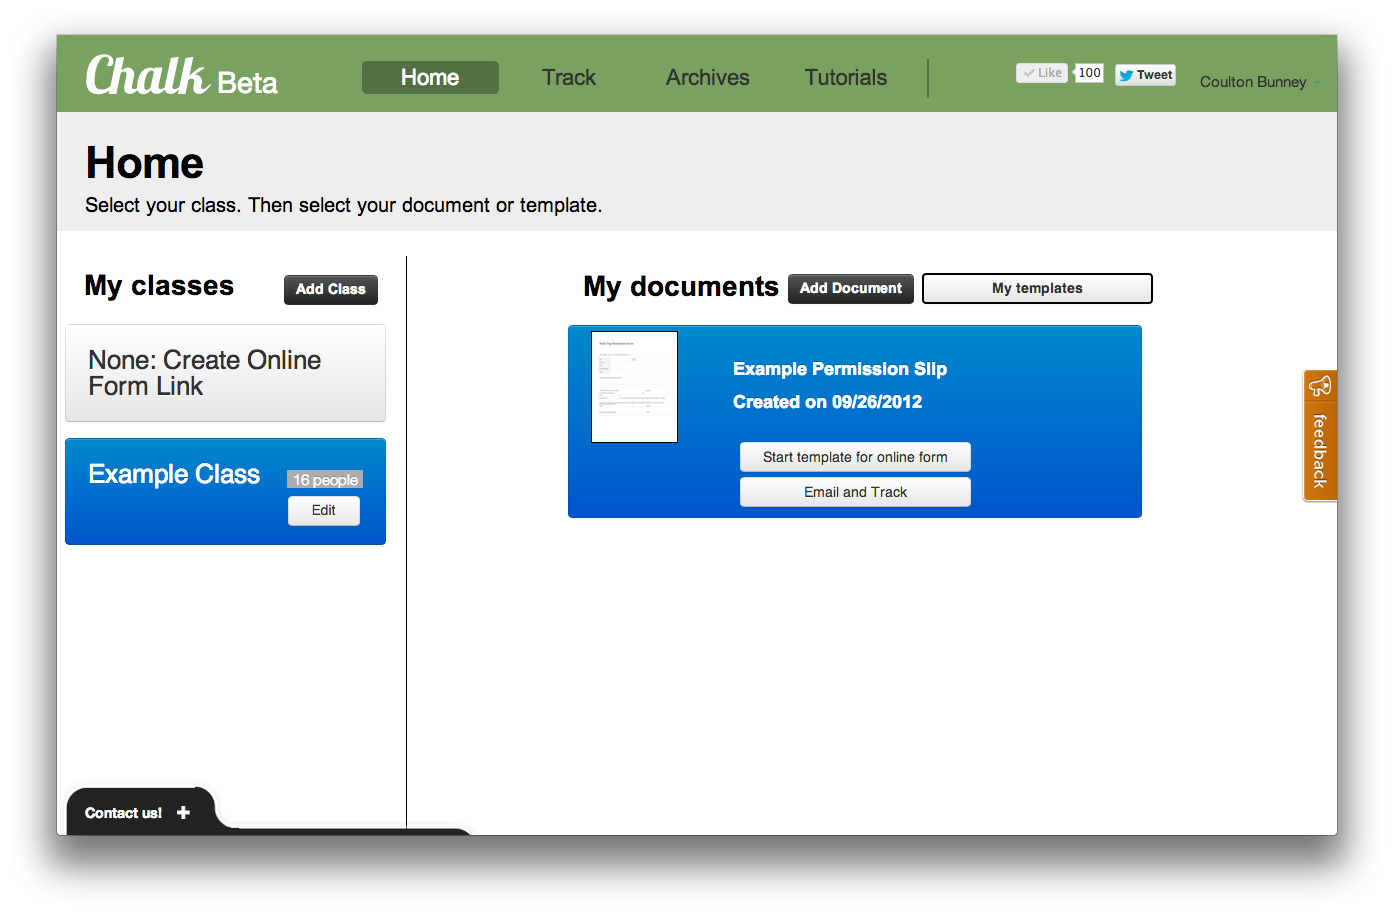 Chalk Beta
Home
Track
Archives
Tutorials
Like
100
Tweet
Coulton Bunney
Home
Select your class. Then select your document or template.
My classes
Add Class
None: Create Online
Form Link
Example Class
16 people
Edit
My documents
Add Document
My templates
Example Permission Slip
Created on 09/26/2012
Start template for online form
Email and Track
feedback
Contact us!